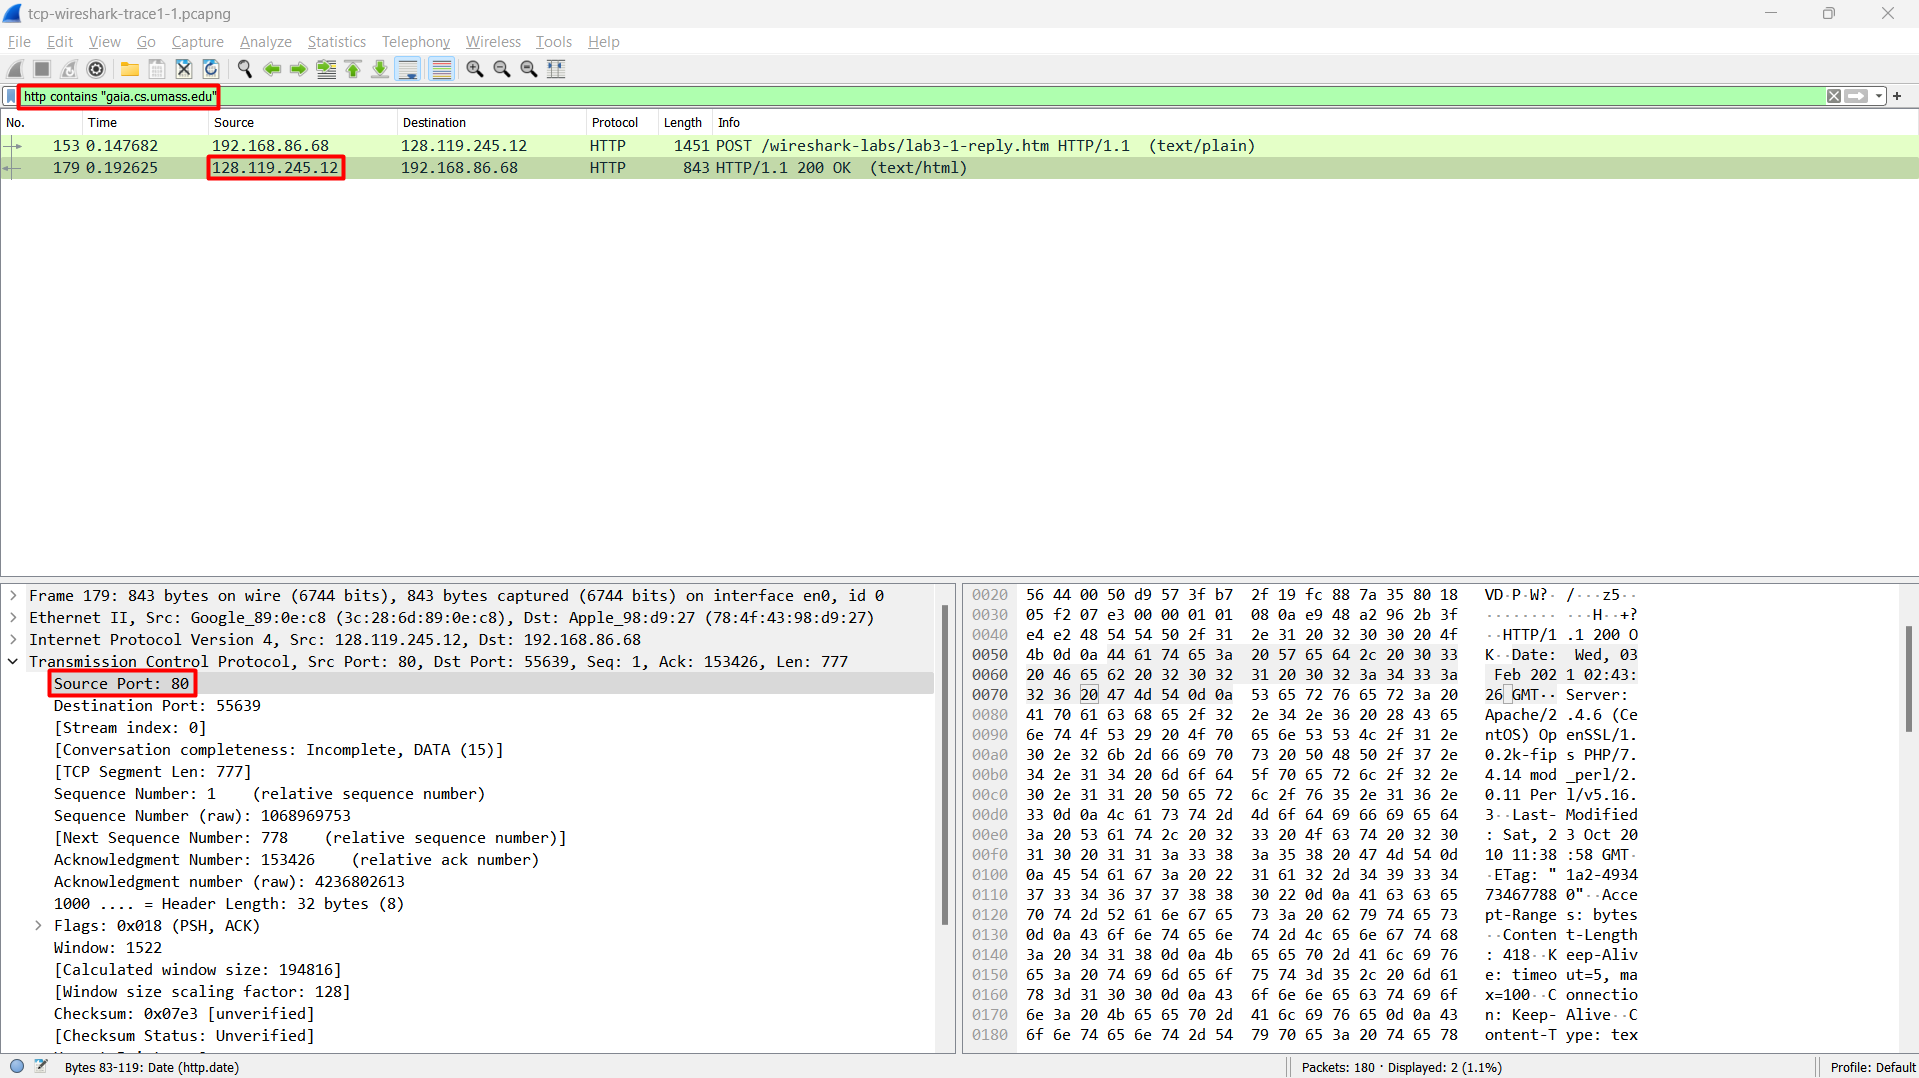 tcp-wireshark-trace1-1.pcapng
File Edit View Go Capture Analyze Statistics Telephony Wireless Tools Help
http contains "gaia.cs.umass.edu"
No. Time Source Destination Protocol Length Info
153 0.147682 192.168.86.68 128.119.245.12 HTTP 1451 POST /wireshark-labs/lab3-1-reply.htm HTTP/1.1 (text/plain)
179 0.192625 128.119.245.12 192.168.86.68 HTTP 843 HTTP/1.1 200 OK (text/html)
Frame 179: 843 bytes on wire (6744 bits), 843 bytes captured (6744 bits) on interface en0, id 0
Ethernet II, Src: Google_89:0e:c8 (3c:28:6d:89:0e:c8), Dst: Apple_98:d9:27 (78:4f:43:98:d9:27)
Internet Protocol Version 4, Src: 128.119.245.12, Dst: 192.168.86.68
Transmission Control Protocol, Src Port: 80, Dst Port: 55639, Seq: 1, Ack: 153426, Len: 777
Source Port: 80
Destination Port: 55639
[Stream index: 0]
[Conversation completeness: Incomplete, DATA (15)]
[TCP Segment Len: 777]
Sequence Number: 1 (relative sequence number)
Sequence Number (raw): 1068969753
[Next Sequence Number: 778 (relative sequence number)]
Acknowledgment Number: 153426 (relative ack number)
Acknowledgment number (raw): 4236802613
1000 .... = Header Length: 32 bytes (8)
Flags: 0x018 (PSH, ACK)
Window: 1522
[Calculated window size: 194816]
[Window size scaling factor: 128]
Checksum: 0x07e3 [unverified]
[Checksum Status: Unverified]
0020 56 44 00 50 d9 57 3f b7 2f 19 fc 88 7a 35 80 18 VD·P·W?· /···z5··
0030 05 f2 07 e3 00 00 01 01 08 0a e9 48 a2 96 2b 3f ········ ···H··+?
0040 e4 e2 48 54 54 50 2f 31 2e 31 20 32 30 30 20 4f ··HTTP/1 .1 200 O
0050 4b 0d 0a 44 61 74 65 3a 20 57 65 64 2c 20 30 33 K··Date: Wed, 03
0060 20 46 65 62 20 32 30 32 31 20 30 32 3a 34 33 3a Feb 202 1 02:43:
0070 32 36 20 47 4d 54 0d 0a 53 65 72 76 65 72 3a 20 26 GMT·· Server:
0080 41 70 61 63 68 65 2f 32 2e 34 2e 36 20 28 43 65 Apache/2 .4.6 (Ce
0090 6e 74 4f 53 29 20 4f 70 65 6e 53 53 4c 2f 31 2e ntOS) Op enSSL/1.
00a0 30 2e 32 6b 2d 66 69 70 73 20 50 48 50 2f 37 2e 0.2k-fip s PHP/7.
00b0 34 2e 31 34 20 6d 6f 64 5f 70 65 72 6c 2f 32 2e 4.14 mod _perl/2.
00c0 30 2e 31 31 20 50 65 72 6c 2f 76 35 2e 31 36 2e 0.11 Per l/v5.16.
00d0 33 0d 0a 4c 61 73 74 2d 4d 6f 64 69 66 69 65 64 3··Last- Modified
00e0 3a 20 53 61 74 2c 20 32 33 20 4f 63 74 20 32 30 : Sat, 2 3 Oct 20
00f0 31 30 20 31 31 3a 33 38 3a 35 38 20 47 4d 54 0d 10 11:38 :58 GMT·
0100 0a 45 54 61 67 3a 20 22 31 61 32 2d 34 39 33 34 ·ETag: " 1a2-4934
0110 37 33 34 36 37 37 38 38 30 22 0d 0a 41 63 63 65 73467788 0"··Acce
0120 70 74 2d 52 61 6e 67 65 73 3a 20 62 79 74 65 73 pt-Range s: bytes
0130 0d 0a 43 6f 6e 74 65 6e 74 2d 4c 65 6e 67 74 68 ··Conten t-Length
0140 3a 20 34 31 38 0d 0a 4b 65 65 70 2d 41 6c 69 76 : 418··K eep-Aliv
0150 65 3a 20 74 69 6d 65 6f 75 74 3d 35 2c 20 6d 61 e: timeo ut=5, ma
0160 78 3d 31 30 30 0d 0a 43 6f 6e 6e 65 63 74 69 6f x=100··C onnectio
0170 6e 3a 20 4b 65 65 70 2d 41 6c 69 76 65 0d 0a 43 n: Keep- Alive··C
0180 6f 6e 74 65 6e 74 2d 54 79 70 65 3a 20 74 65 78 ontent-T ype: tex
Bytes 83-119: Date (http.date) Packets: 180 · Displayed: 2 (1.1%) Profile: Default